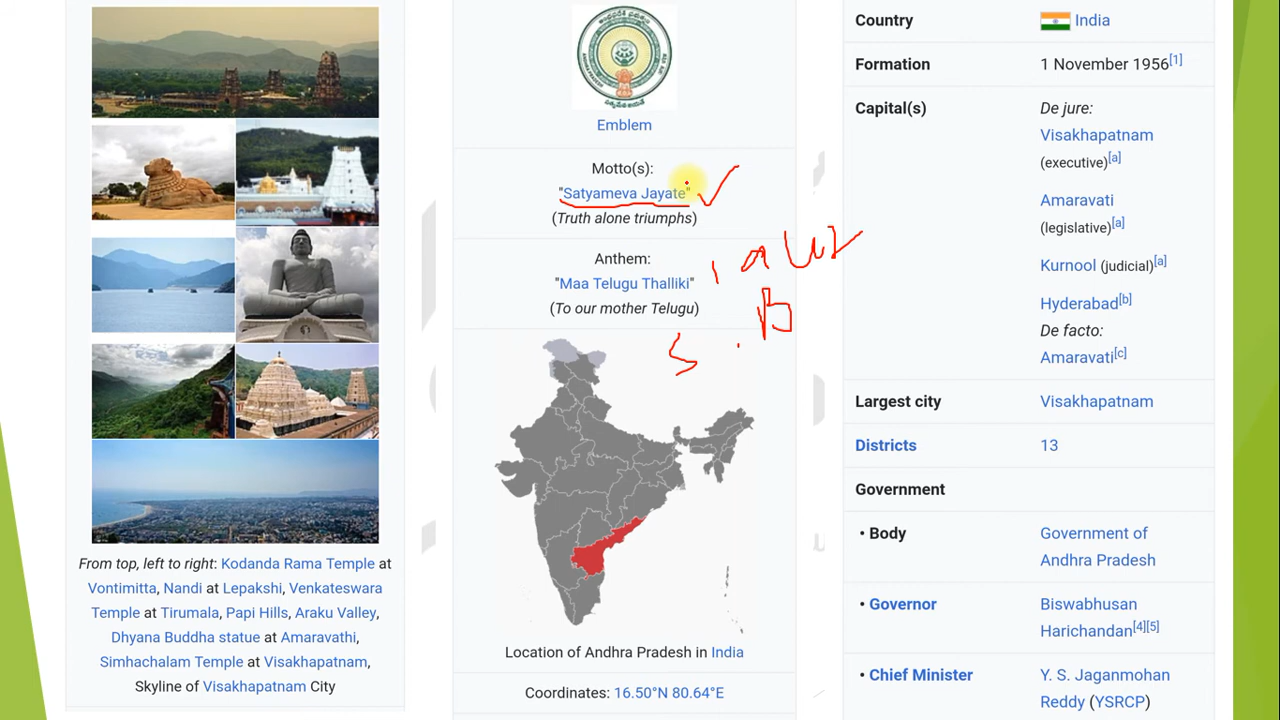 From top, left to right: Kodanda Rama Temple at
Vontimitta, Nandi at Lepakshi, Venkateswara
Temple at Tirumala, Papi Hills, Araku Valley,
Dhyana Buddha statue at Amaravathi,
Simhachalam Temple at Visakhapatnam,
Skyline of Visakhapatnam City
Emblem
Motto(s):
"Satyameva Jayate"
(Truth alone triumphs)
Anthem:
"Maa Telugu Thalliki"
(To our mother Telugu)
S . B
Location of Andhra Pradesh in India
Coordinates: 16.50°N 80.64°E
Country India
Formation 1 November 1956[1]
Capital(s) De jure:
Visakhapatnam
(executive)[a]
Amaravati
(legislative)[a]
Kurnool (judicial)[a]
Hyderabad[b]
De facto:
Amaravati[c]
Largest city Visakhapatnam
Districts 13
Government
• Body Government of
Andhra Pradesh
• Governor Biswabhusan
Harichandan[4][5]
• Chief Minister Y. S. Jaganmohan
Reddy (YSRCP)